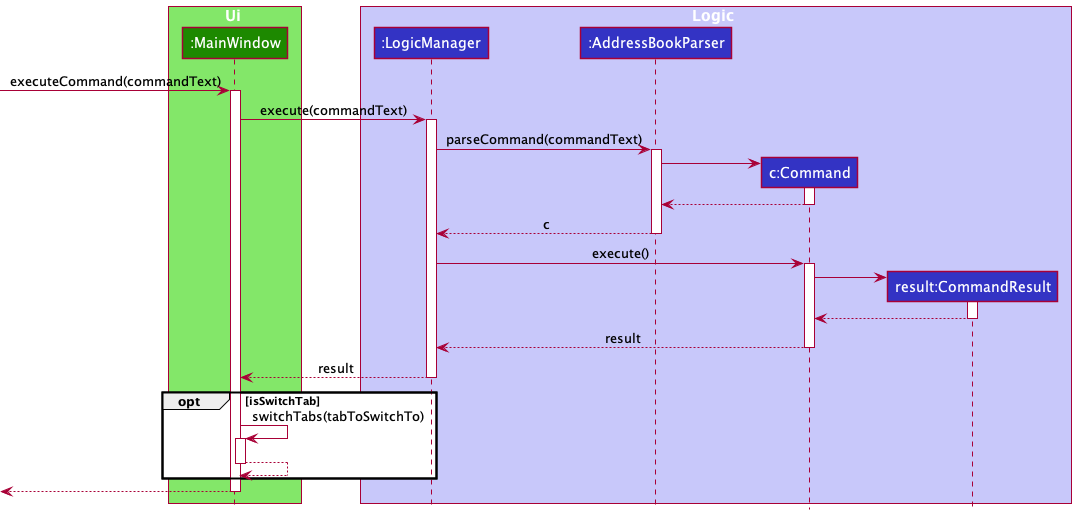 Ui
Logic
:MainWindow
:LogicManager
:AddressBookParser
executeCommand(commandText)
execute(commandText)
parseCommand(commandText)
c:Command
c
execute()
result:CommandResult
result
result
opt
[isSwitchTab]
switchTabs(tabToSwitchTo)